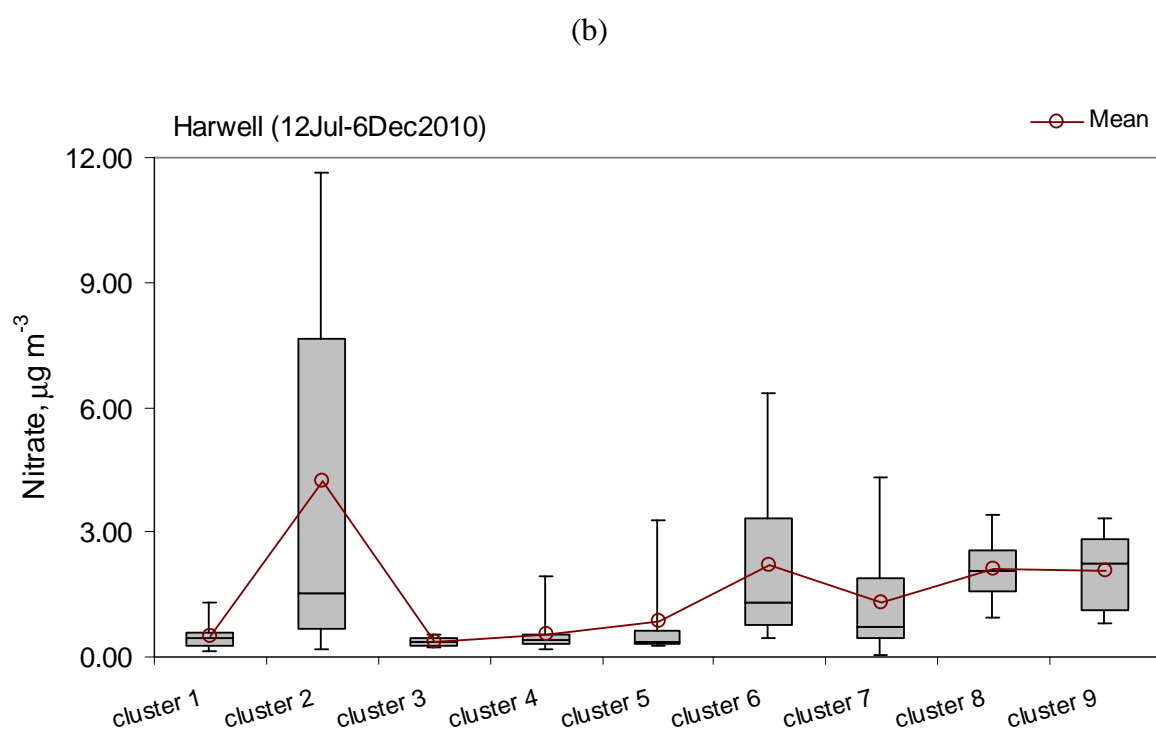 (b)
Harwell (12Jul-6Dec2010)
Mean
12.00
9.00
6.00
3.00
0.00
Nitrate, μg m⁻³
cluster 1
cluster 2
cluster 3
cluster 4
cluster 5
cluster 6
cluster 7
cluster 8
cluster 9